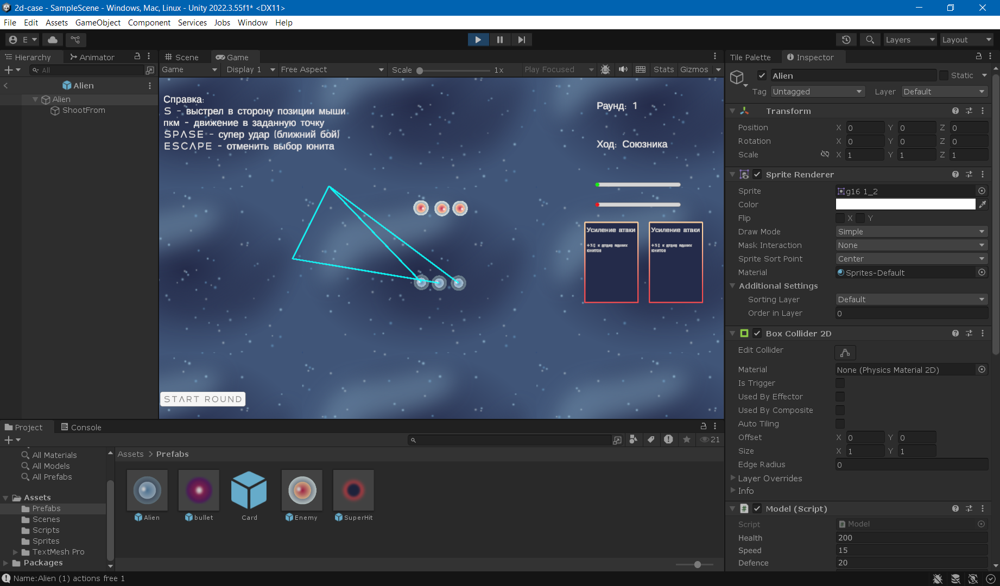 2d-case - SampleScene - Windows, Mac, Linux - Unity 2022.3.55f1* <DX11>
File Edit Assets GameObject Component Services Jobs Window Help
E
Layers
Layout
Hierarchy
Animator
All
Alien
Alien
ShootFrom
Scene
Game
Game
Display 1
Free Aspect
Scale
1x
Play Focused
Stats
Gizmos
Справка:
S - выстрел в сторону позиции мыши
пкм - движение в заданную точку
SPASE - супер удар (ближний бой)
ESCAPE - отменить выбор юнита
Раунд: 1
Ход: Союзника
Усиление атаки
Усиление атаки
START ROUND
Tile Palette
Inspector
Alien
Static
Tag
Untagged
Layer
Default
Transform
Position X 0 Y 0 Z 0
Rotation X 0 Y 0 Z 0
Scale X 1 Y 1 Z 1
Sprite Renderer
Sprite g16 1_2
Color
Flip X Y
Draw Mode Simple
Mask Interaction None
Sprite Sort Point Center
Material Sprites-Default
Additional Settings
Sorting Layer Default
Order in Layer 0
Box Collider 2D
Edit Collider
Material None (Physics Material 2D)
Is Trigger
Used By Effector
Used By Composite
Auto Tiling
Offset X 0 Y 0
Size X 1 Y 1
Edge Radius 0
Layer Overrides
Info
Model (Script)
Script Model
Health 200
Speed 15
Defence 20
Project
Console
21
All Materials
All Models
All Prefabs
Assets
Prefabs
Scenes
Scripts
Sprites
TextMesh Pro
Packages
Assets > Prefabs
Alien
bullet
Card
Enemy
SuperHit
Name:Alien (1) actions free 1